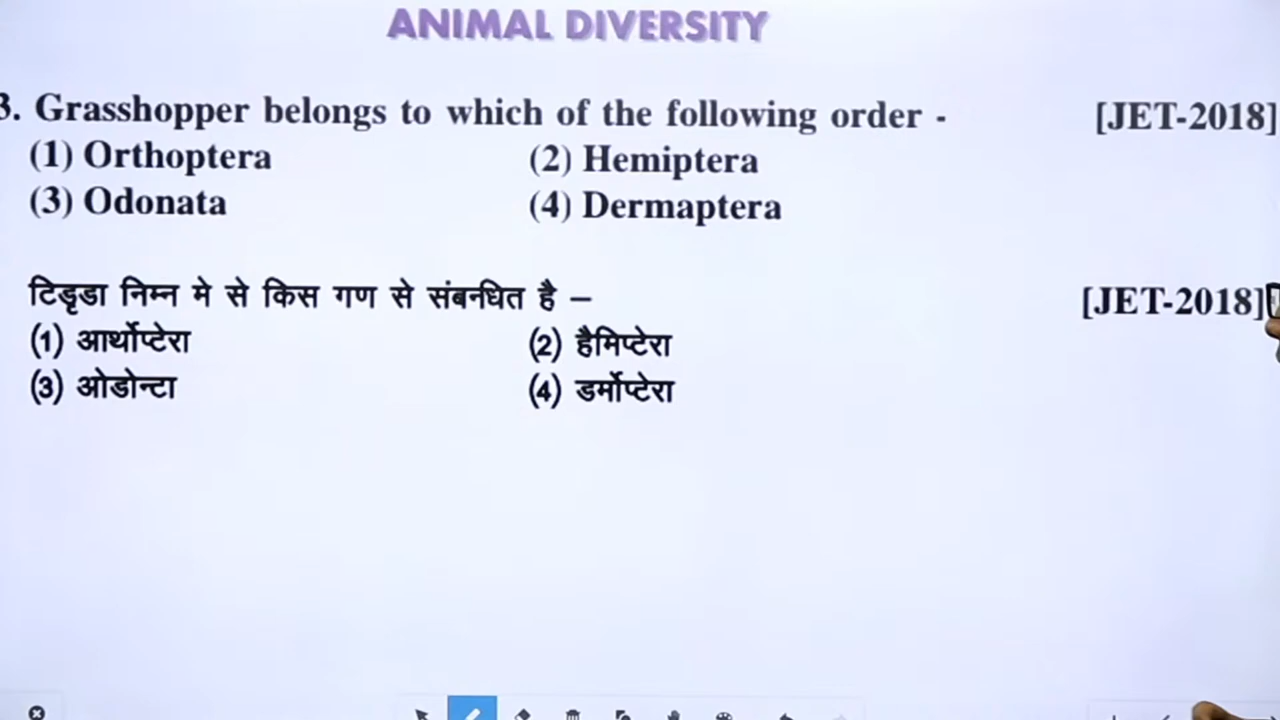 ANIMAL DIVERSITY
3. Grasshopper belongs to which of the following order - [JET-2018]
(1) Orthoptera (2) Hemiptera
(3) Odonata (4) Dermaptera
टिड्डा निम्न मे से किस गण से संबन्धित है – [JET-2018]
(1) आर्थोप्टेरा (2) हैमिप्टेरा
(3) ओडोन्टा (4) डर्मोप्टेरा